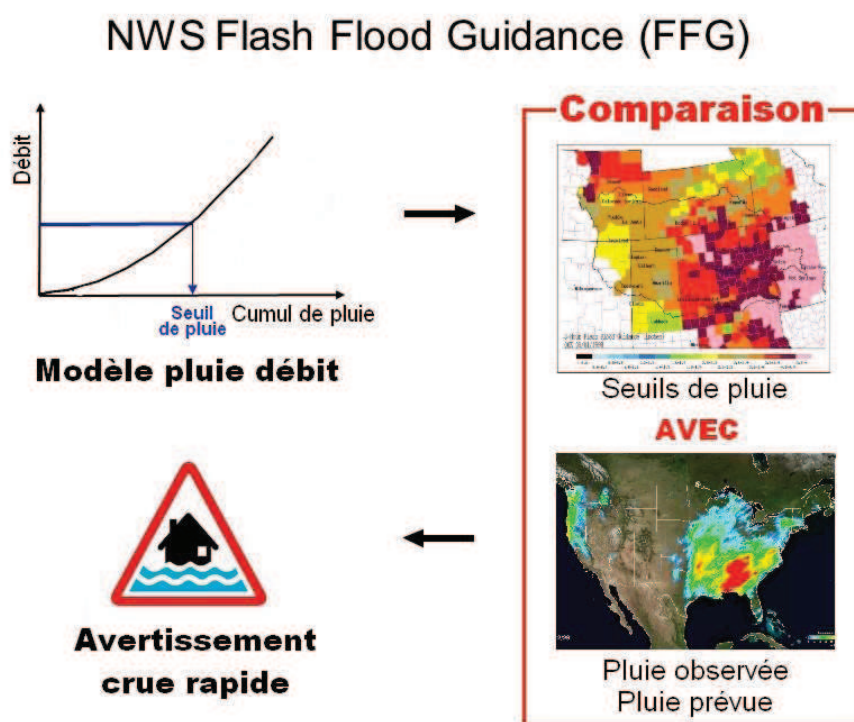 NWS Flash Flood Guidance (FFG)
Débit
Seuil
de pluie
Cumul de pluie
Modèle pluie débit
Comparaison
Seuils de pluie
AVEC
Pluie observée
Pluie prévue
Avertissement
crue rapide